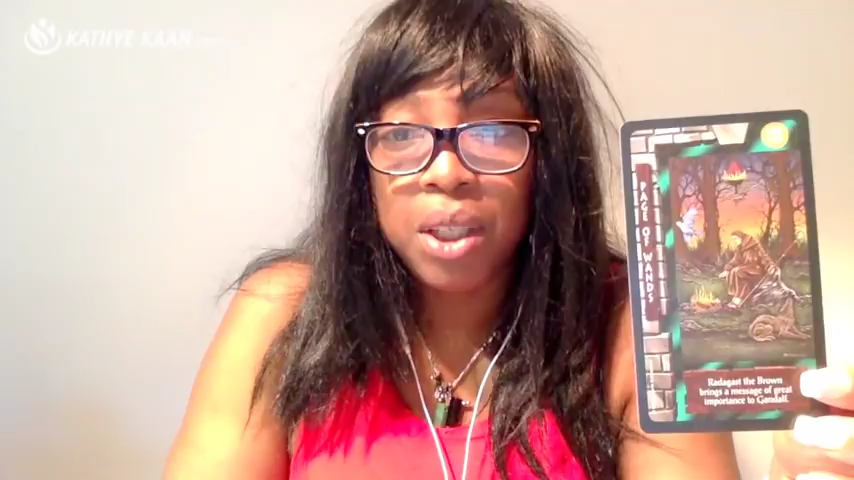 KATHYE KAAN
PAGE OF WANDS
Radagast the Brown
brings a message of great
importance to Gandalf.